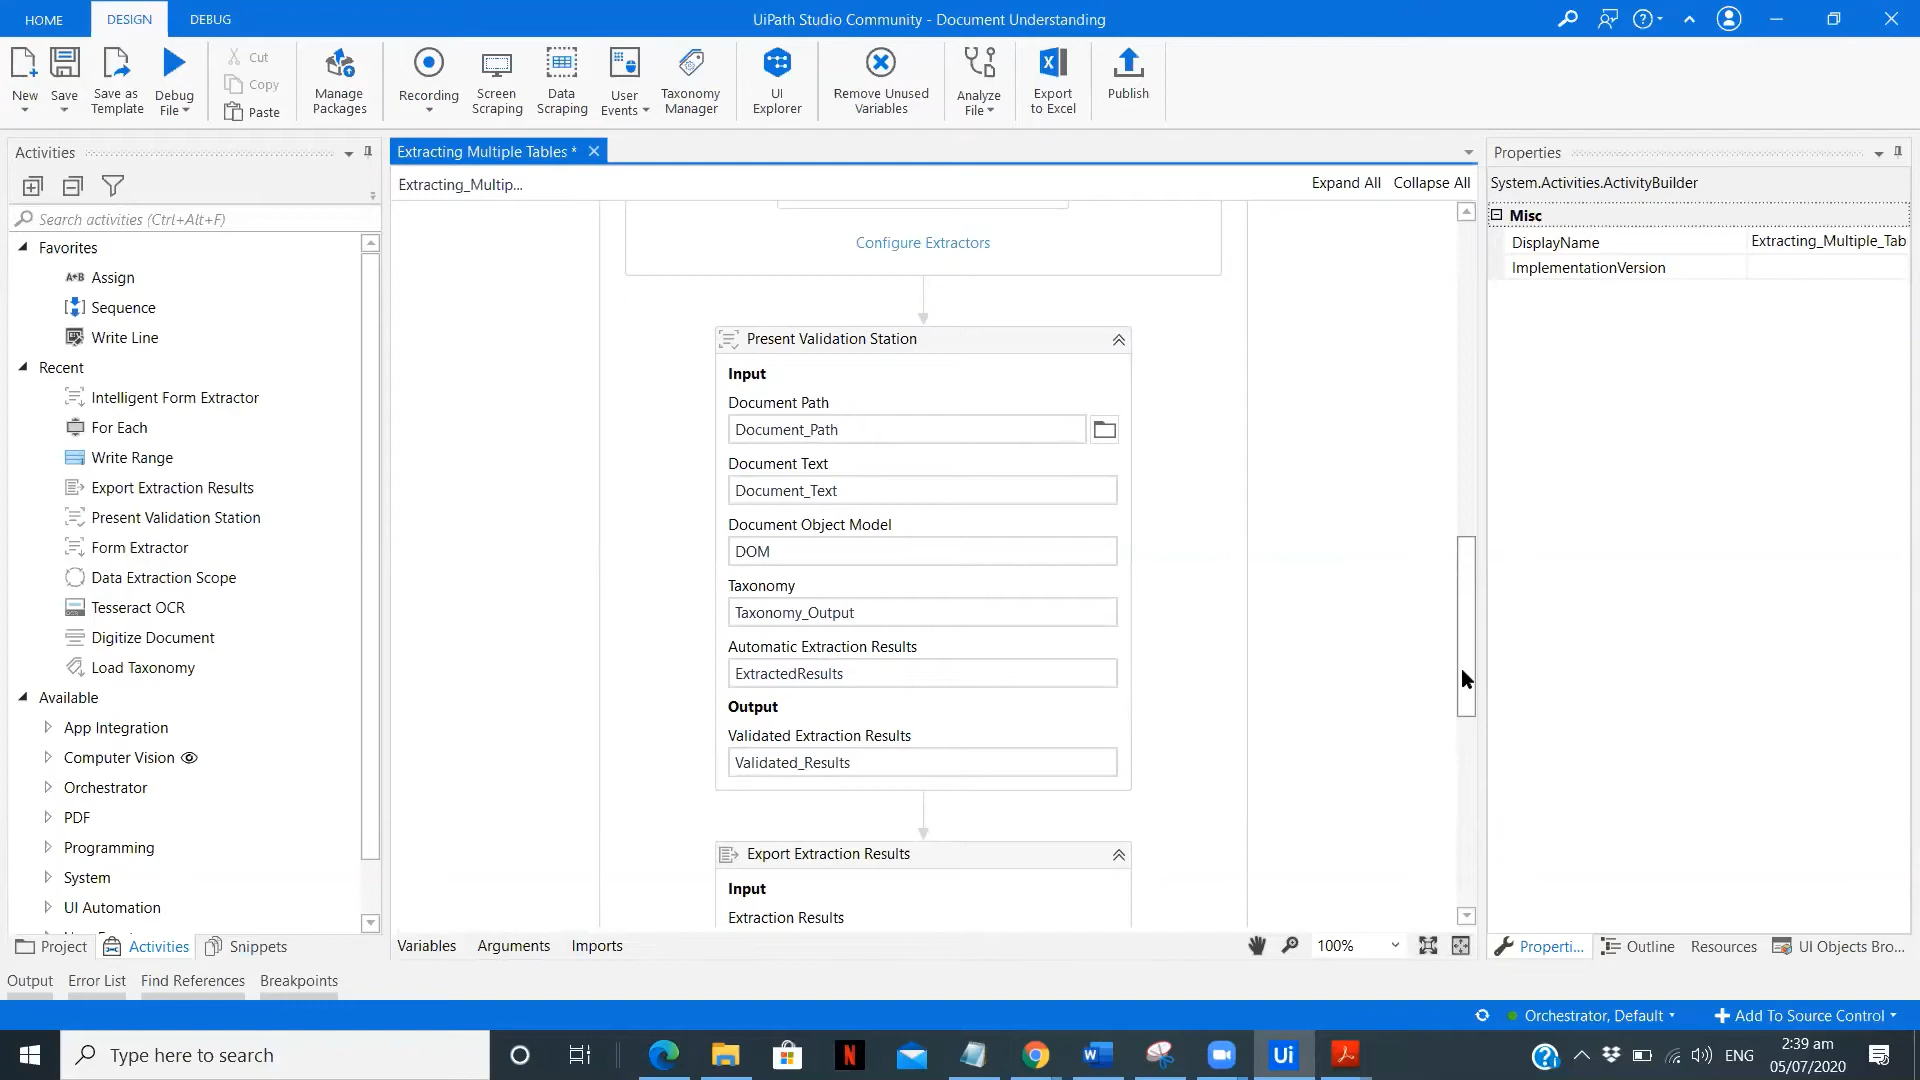 HOME DESIGN DEBUG
UiPath Studio Community - Document Understanding
New
Save
Save as Template
Debug File
Cut
Copy
Paste
Manage Packages
Recording
Screen Scraping
Data Scraping
User Events
Taxonomy Manager
UI Explorer
Remove Unused Variables
Analyze File
Export to Excel
Publish
Activities
Search activities (Ctrl+Alt+F)
Favorites
Assign
Sequence
Write Line
Recent
Intelligent Form Extractor
For Each
Write Range
Export Extraction Results
Present Validation Station
Form Extractor
Data Extraction Scope
Tesseract OCR
Digitize Document
Load Taxonomy
Available
App Integration
Computer Vision
Orchestrator
PDF
Programming
System
UI Automation
Project Activities Snippets
Extracting Multiple Tables *
Extracting_Multip...
Expand All Collapse All
Configure Extractors
Present Validation Station
Input
Document Path
Document_Path
Document Text
Document_Text
Document Object Model
DOM
Taxonomy
Taxonomy_Output
Automatic Extraction Results
ExtractedResults
Output
Validated Extraction Results
Validated_Results
Export Extraction Results
Input
Extraction Results
Variables Arguments Imports
100%
Properties
System.Activities.ActivityBuilder
Misc
DisplayName Extracting_Multiple_Tab
ImplementationVersion
Properti... Outline Resources UI Objects Bro...
Output Error List Find References Breakpoints
Orchestrator, Default
Add To Source Control
Type here to search
Ui
ENG
2:39 am
05/07/2020